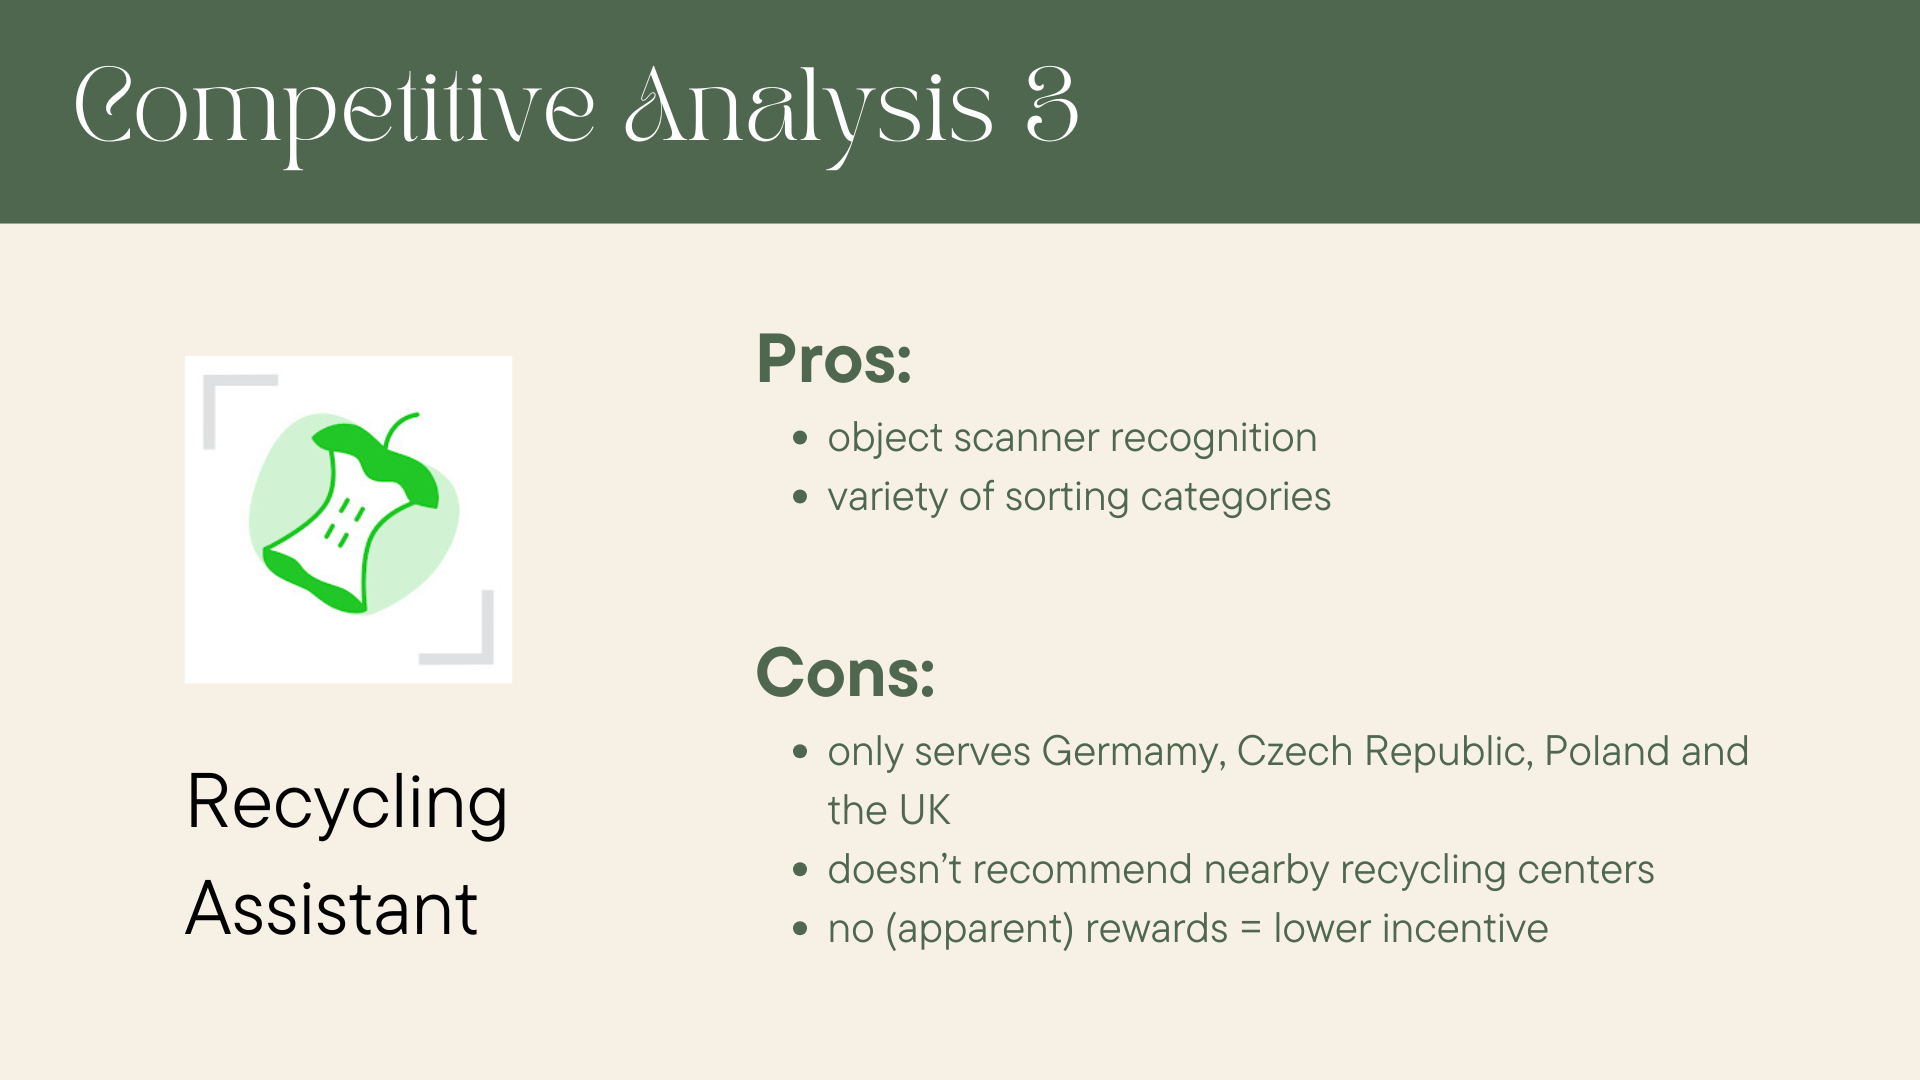 Competitive Analysis 3
Pros:
• object scanner recognition
• variety of sorting categories
Cons:
• only serves Germamy, Czech Republic, Poland and
the UK
• doesn’t recommend nearby recycling centers
• no (apparent) rewards = lower incentive
Recycling
Assistant